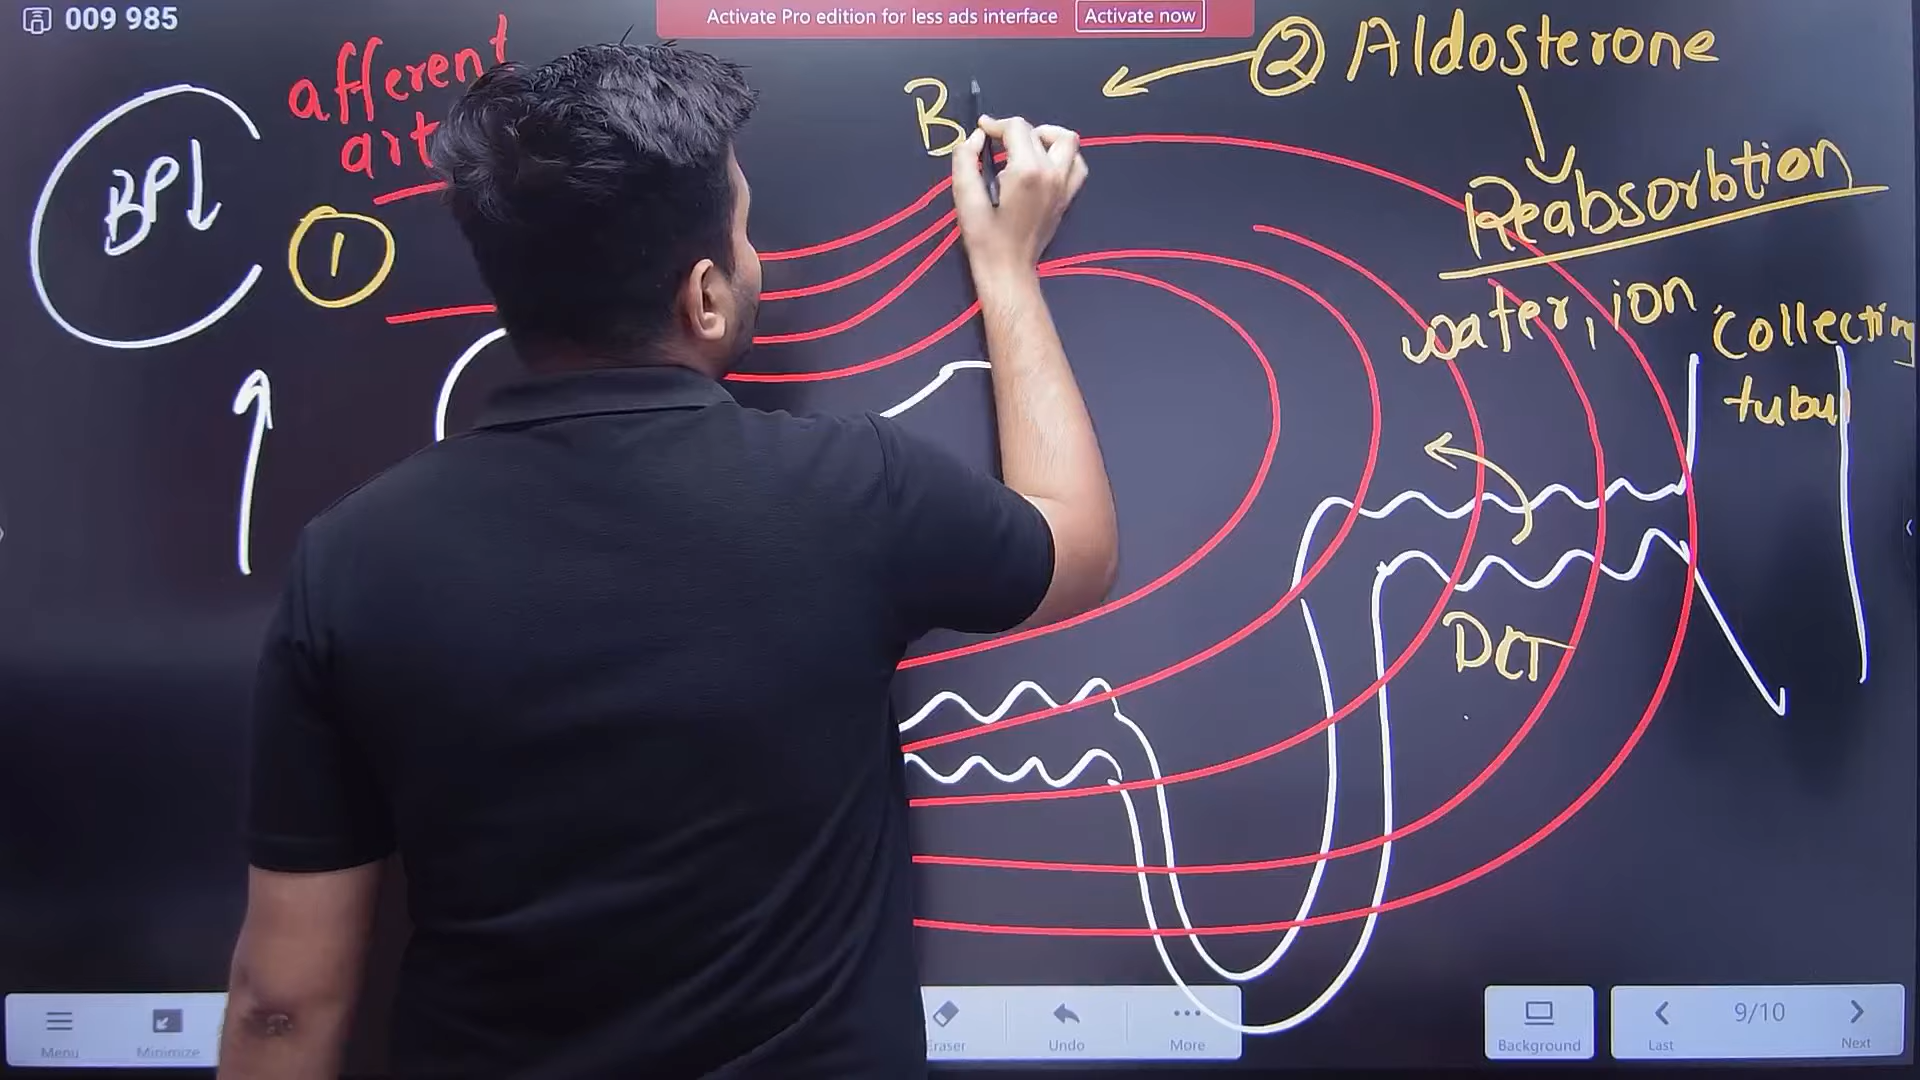 009 985
Activate Pro edition for less ads interface
Activate now
afferent
BP↓
1
B
2 Aldosterone
Reabsorbtion
water, ion
Collecting
tubul
DCT
Menu
Minimize
Eraser
Undo
More
Background
Last
9/10
Next